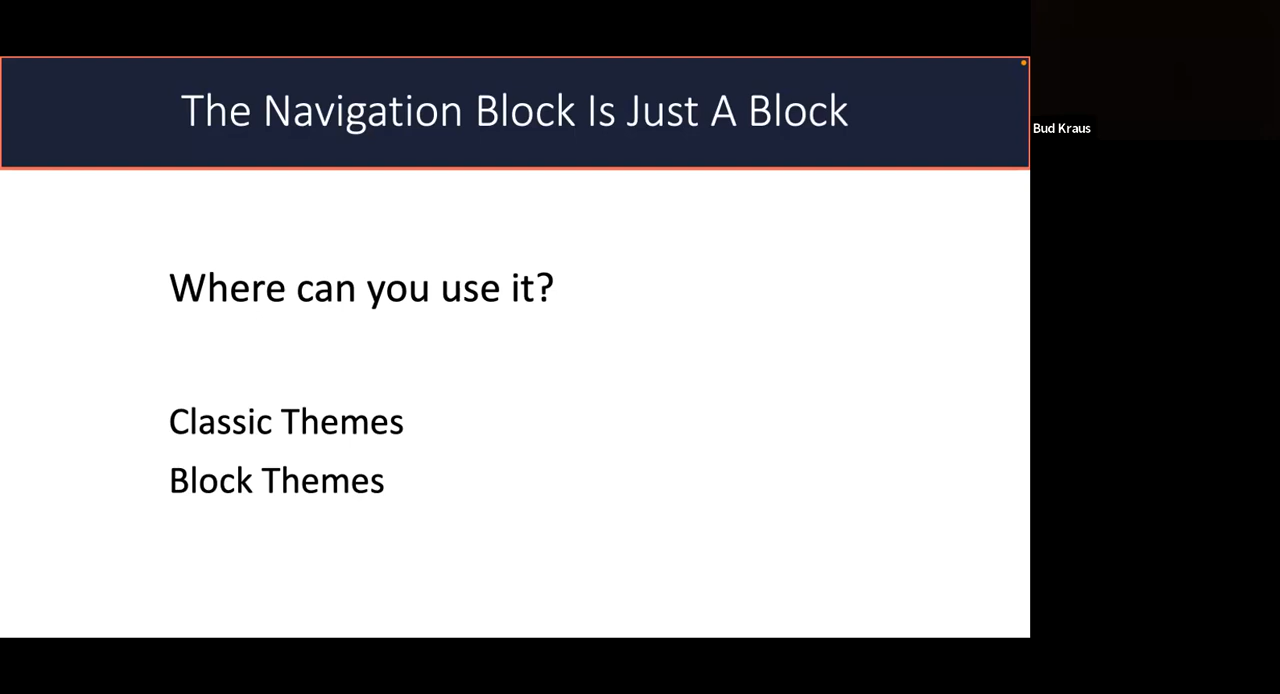 The Navigation Block Is Just A Block
Bud Kraus
Where can you use it?
Classic Themes
Block Themes